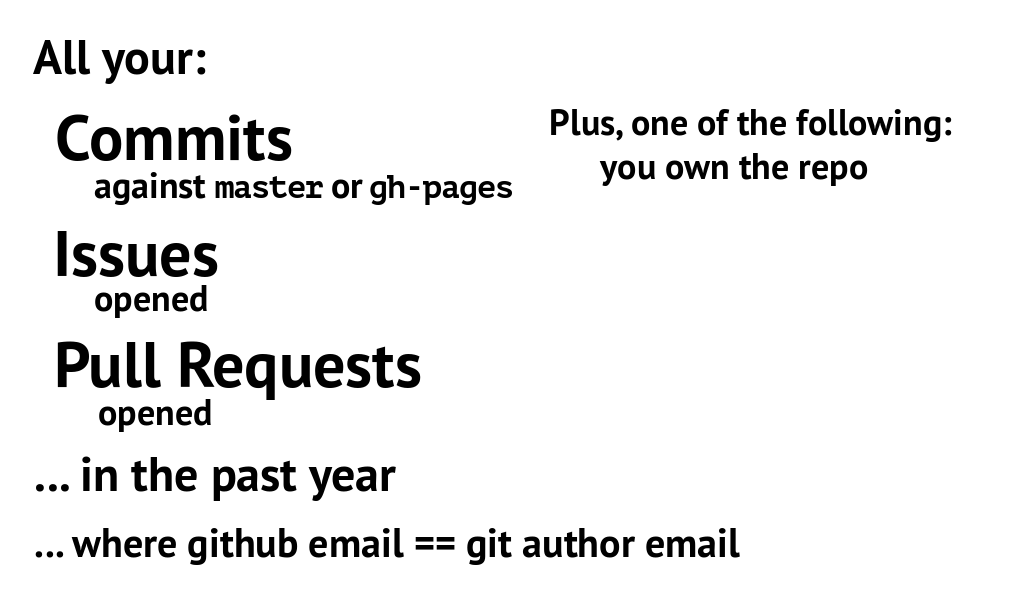 All your:
Commits
against master or gh-pages
Plus, one of the following:
you own the repo
Issues
opened
Pull Requests
opened
... in the past year
... where github email == git author email